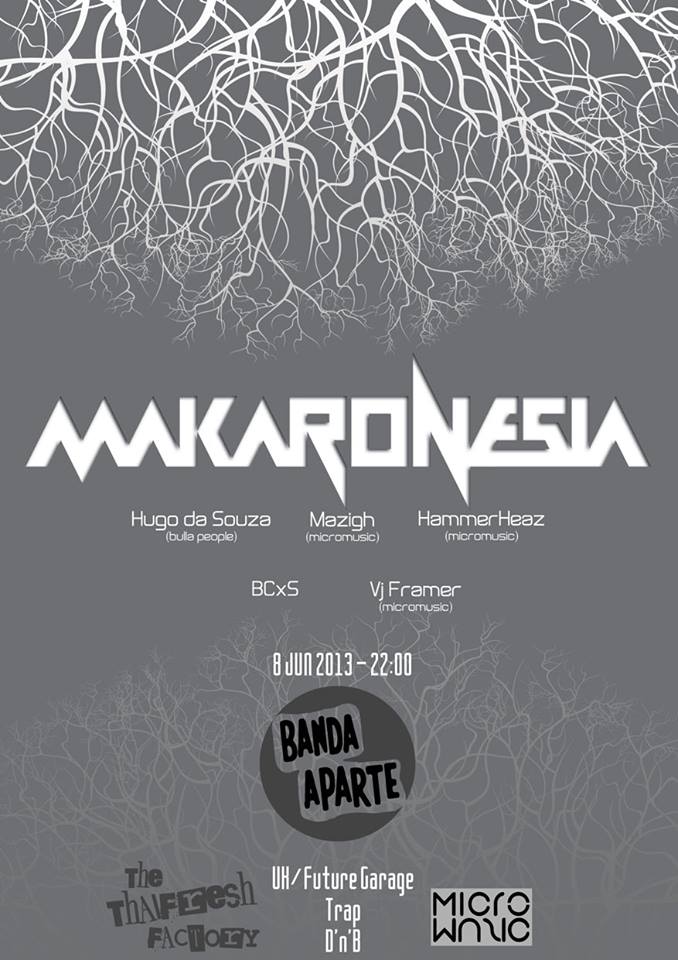 MAKARONESIA
Hugo da Souza
(bulla people)
Mazigh
(micromusic)
HammerHeaz
(micromusic)
BCxS
Vj Framer
(micromusic)
8 JUN 2013 - 22:00
BANDA
APARTE
The
ThAtFresh
FACTORY
UK/Future Garage
Trap
D'n'B
MICRO
MUSIC